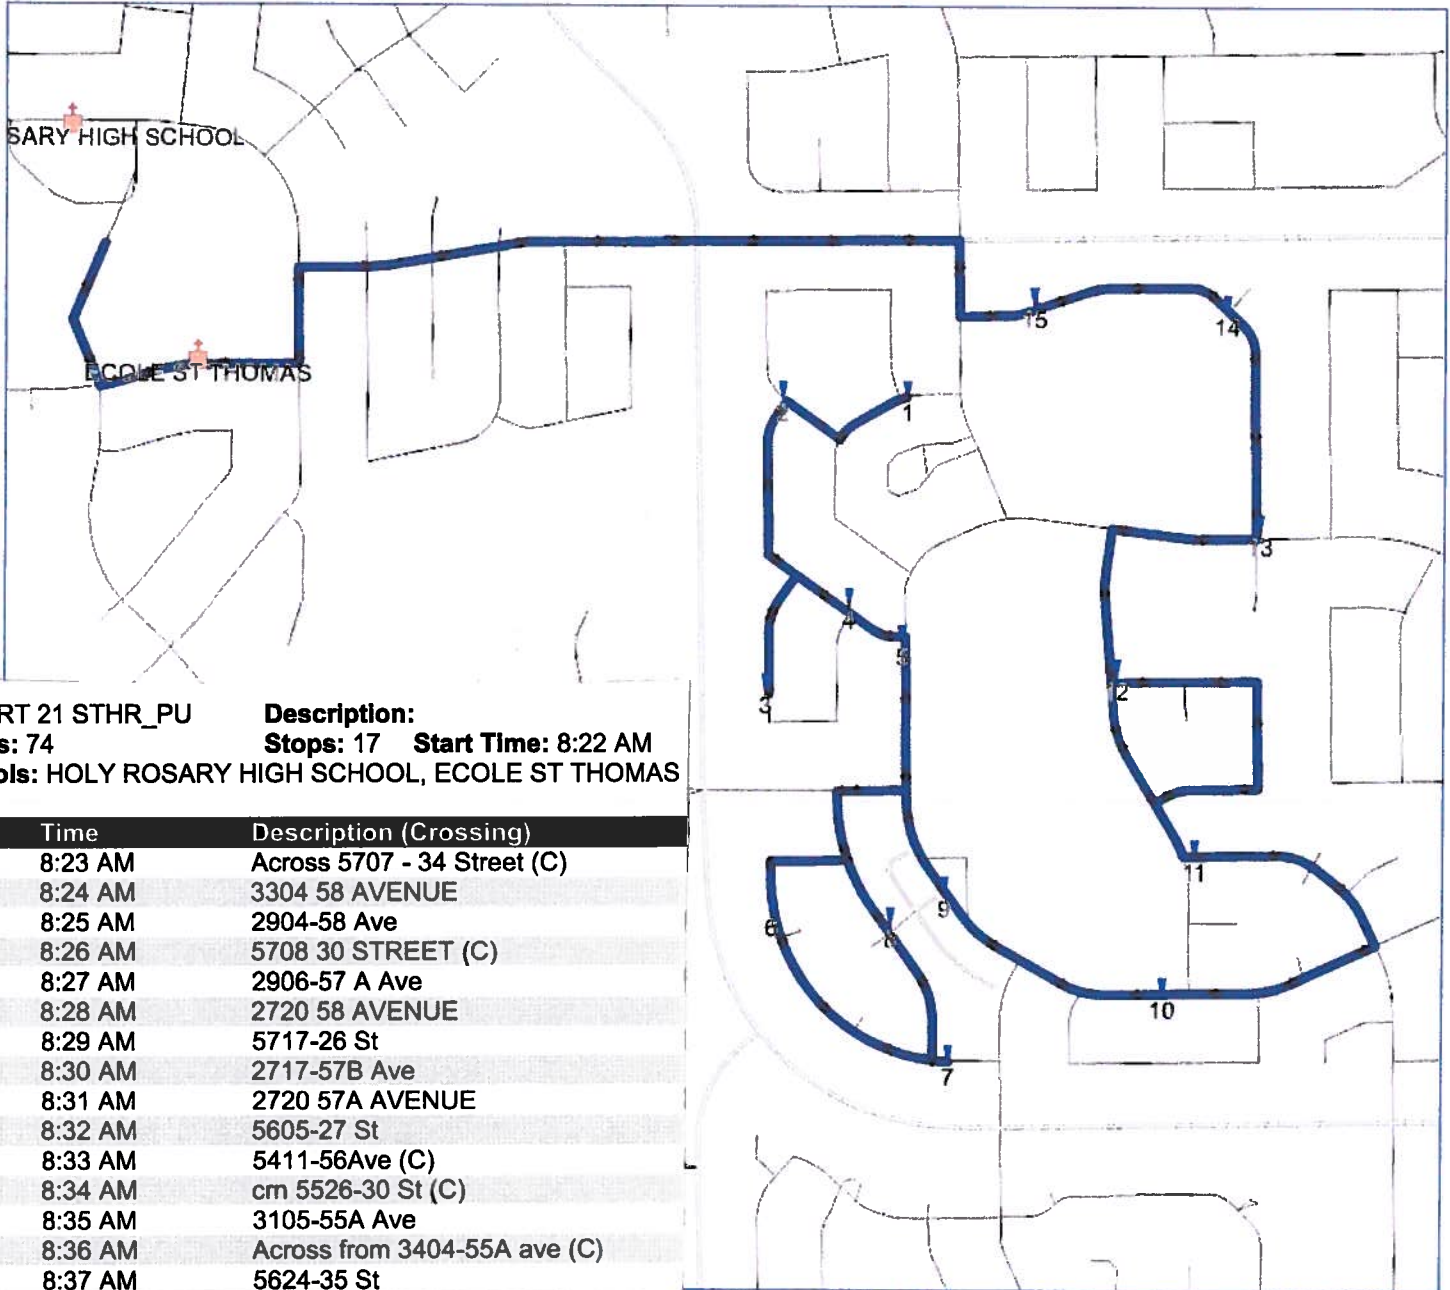 SARY HIGH SCHOOL
ECOLE ST THOMAS
15
14
2
1
13
4
5
3
2
11
9
6
8
10
7
RT 21 STHR_PU Description:
s: 74 Stops: 17 Start Time: 8:22 AM
ols: HOLY ROSARY HIGH SCHOOL, ECOLE ST THOMAS
Time Description (Crossing)
8:23 AM Across 5707 - 34 Street (C)
8:24 AM 3304 58 AVENUE
8:25 AM 2904-58 Ave
8:26 AM 5708 30 STREET (C)
8:27 AM 2906-57 A Ave
8:28 AM 2720 58 AVENUE
8:29 AM 5717-26 St
8:30 AM 2717-57B Ave
8:31 AM 2720 57A AVENUE
8:32 AM 5605-27 St
8:33 AM 5411-56Ave (C)
8:34 AM crn 5526-30 St (C)
8:35 AM 3105-55A Ave
8:36 AM Across from 3404-55A ave (C)
8:37 AM 5624-35 St